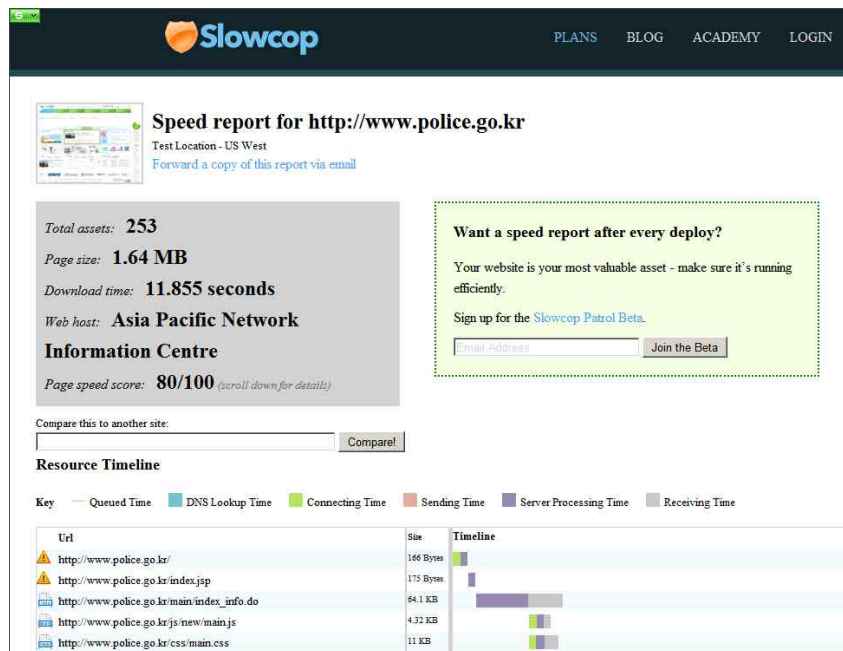 Slowcop
PLANS BLOG ACADEMY LOGIN
Speed report for http://www.police.go.kr
Test Location - US West
Forward a copy of this report via email
Total assets: 253
Page size: 1.64 MB
Download time: 11.855 seconds
Web host: Asia Pacific Network
Information Centre
Page speed score: 80/100 (scroll down for details)
Want a speed report after every deploy?
Your website is your most valuable asset - make sure it's running
efficiently.
Sign up for the Slowcop Patrol Beta.
Email Address Join the Beta
Compare this to another site:
Compare!
Resource Timeline
Key Queued Time DNS Lookup Time Connecting Time Sending Time Server Processing Time Receiving Time
Url Size Timeline
http://www.police.go.kr/ 166 Bytes
http://www.police.go.kr/index.jsp 175 Bytes
http://www.police.go.kr/main/index_info.do 64.1 KB
http://www.police.go.kr/js/new/main.js 4.32 KB
http://www.police.go.kr/css/main.css 11 KB